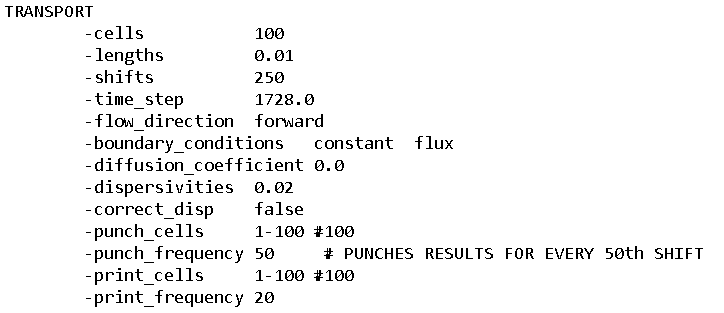 TRANSPORT
-cells 100
-lengths 0.01
-shifts 250
-time_step 1728.0
-flow_direction forward
-boundary_conditions constant flux
-diffusion_coefficient 0.0
-dispersivities 0.02
-correct_disp false
-punch_cells 1-100 #100
-punch_frequency 50 # PUNCHES RESULTS FOR EVERY 50th SHIFT
-print_cells 1-100 #100
-print_frequency 20